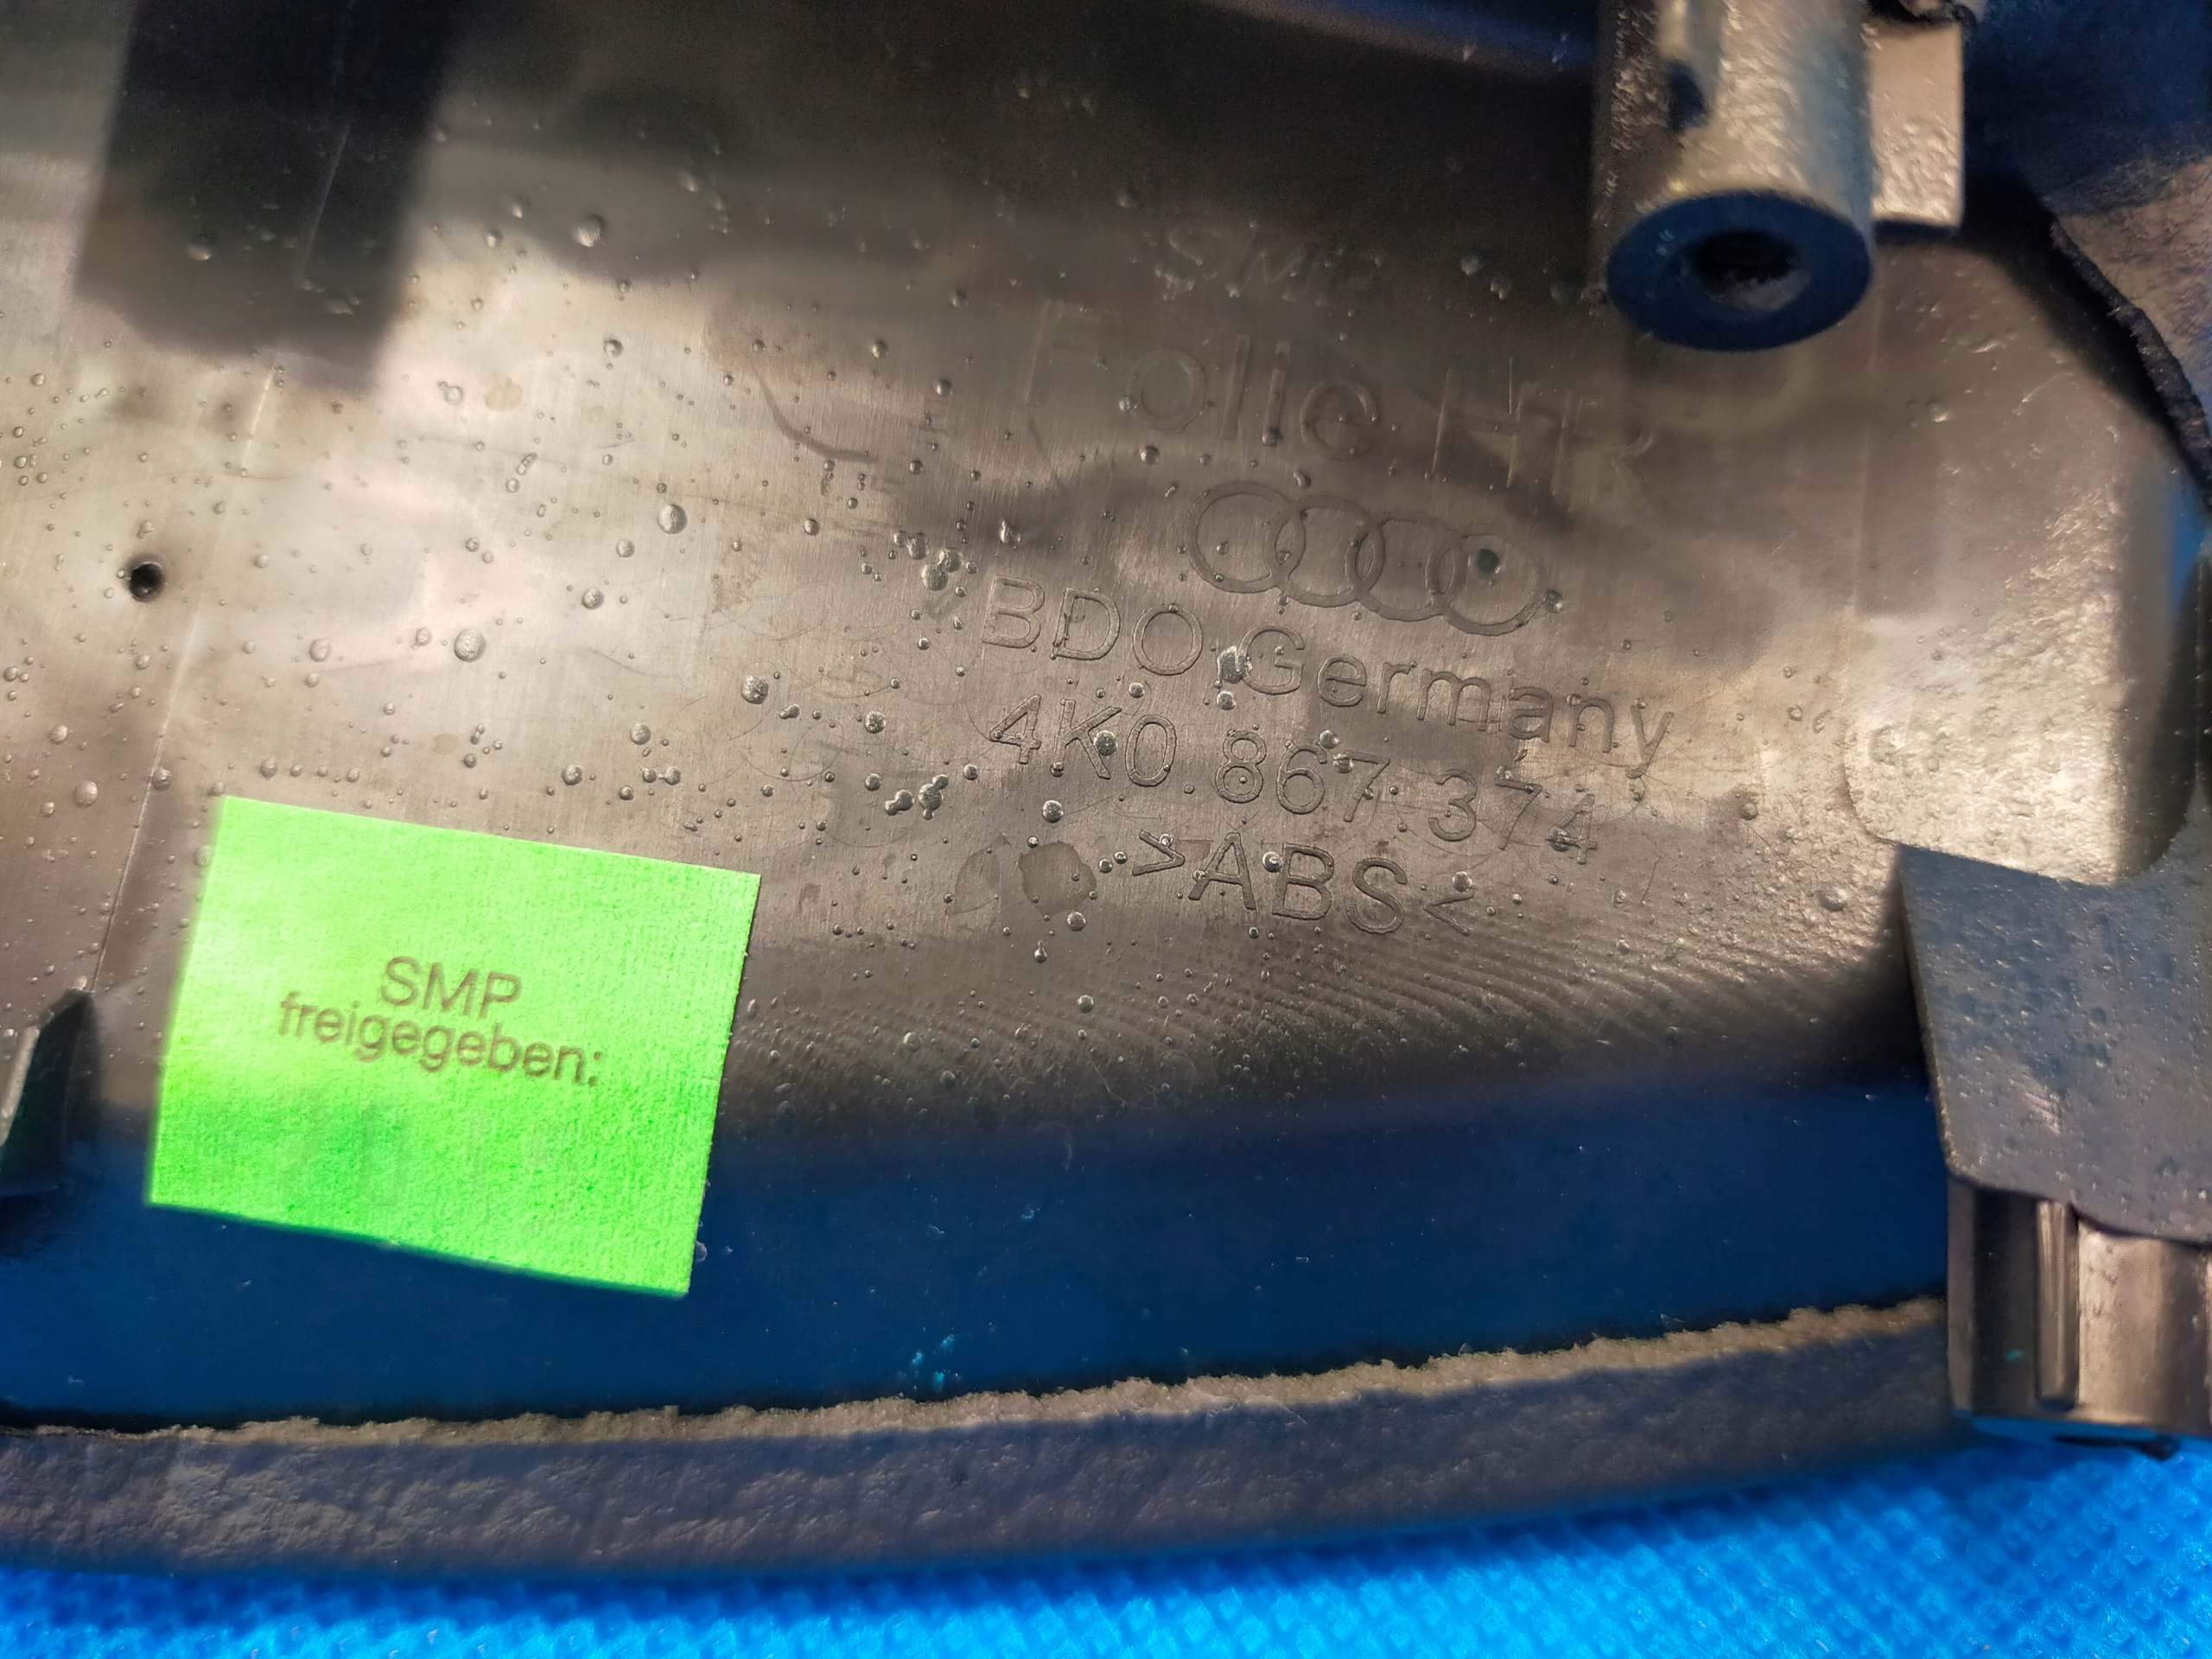 SMP
Folie HR
BDO Germany
4K0 867 374
>ABS<
SMP
freigegeben: